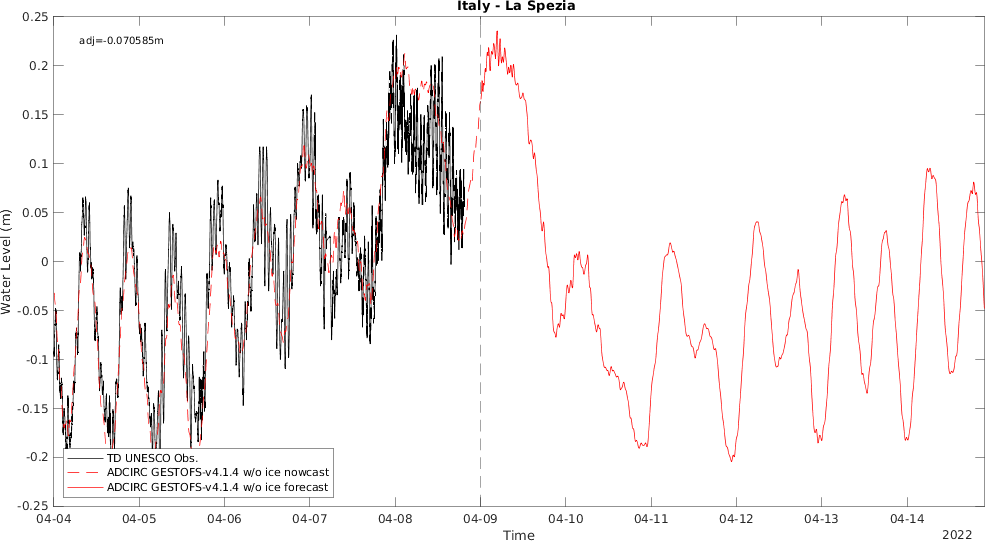 Italy - La Spezia
adj=-0.070585m
0.25
0.2
0.15
0.1
0.05
0
-0.05
-0.1
-0.15
-0.2
-0.25
Water Level (m)
TD UNESCO Obs.
ADCIRC GESTOFS-v4.1.4 w/o ice nowcast
ADCIRC GESTOFS-v4.1.4 w/o ice forecast
04-04 04-05 04-06 04-07 04-08 04-09 04-10 04-11 04-12 04-13 04-14
Time
2022